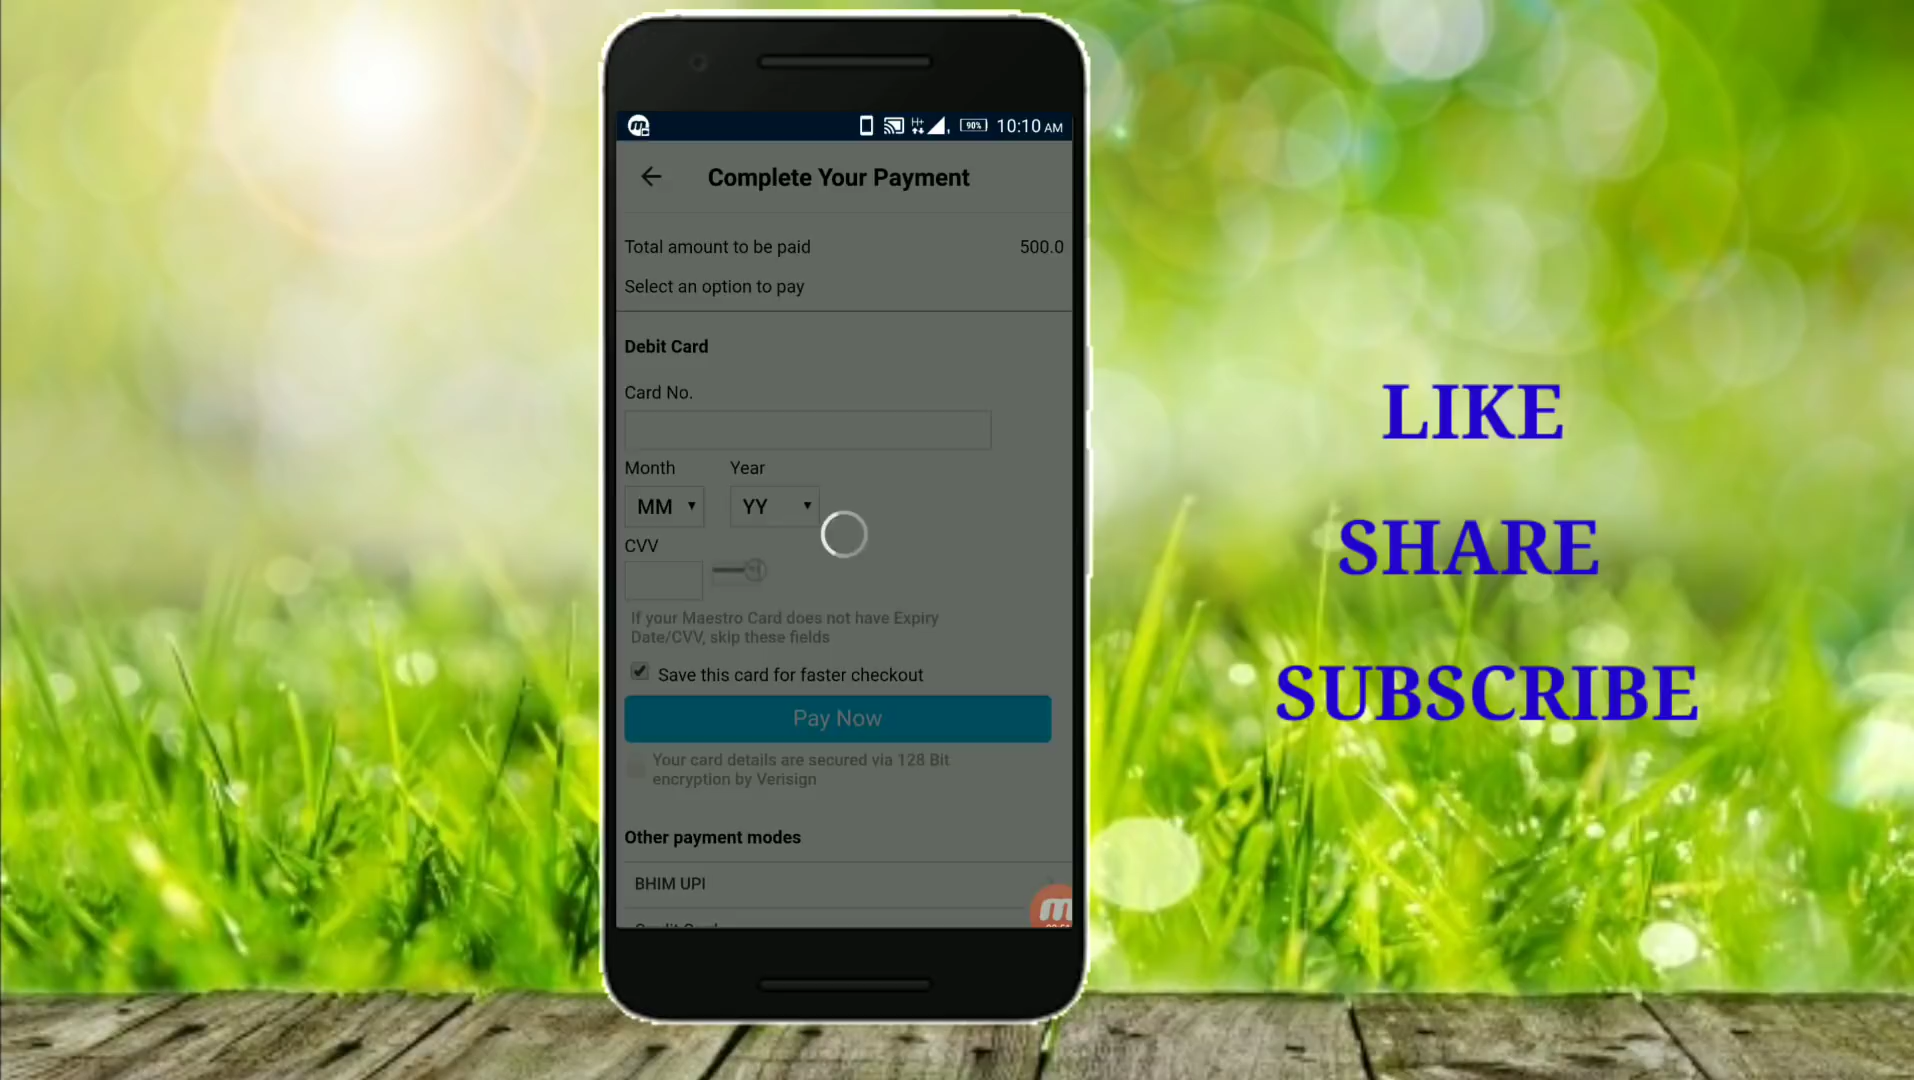 H+
90%
10:10 AM
Complete Your Payment
Total amount to be paid 500.0
Select an option to pay
Debit Card
Card No.
Month Year
MM YY
CVV
If your Maestro Card does not have Expiry
Date/CVV, skip these fields
Save this card for faster checkout
Pay Now
Your card details are secured via 128 Bit
encryption by Verisign
Other payment modes
BHIM UPI
LIKE
SHARE
SUBSCRIBE